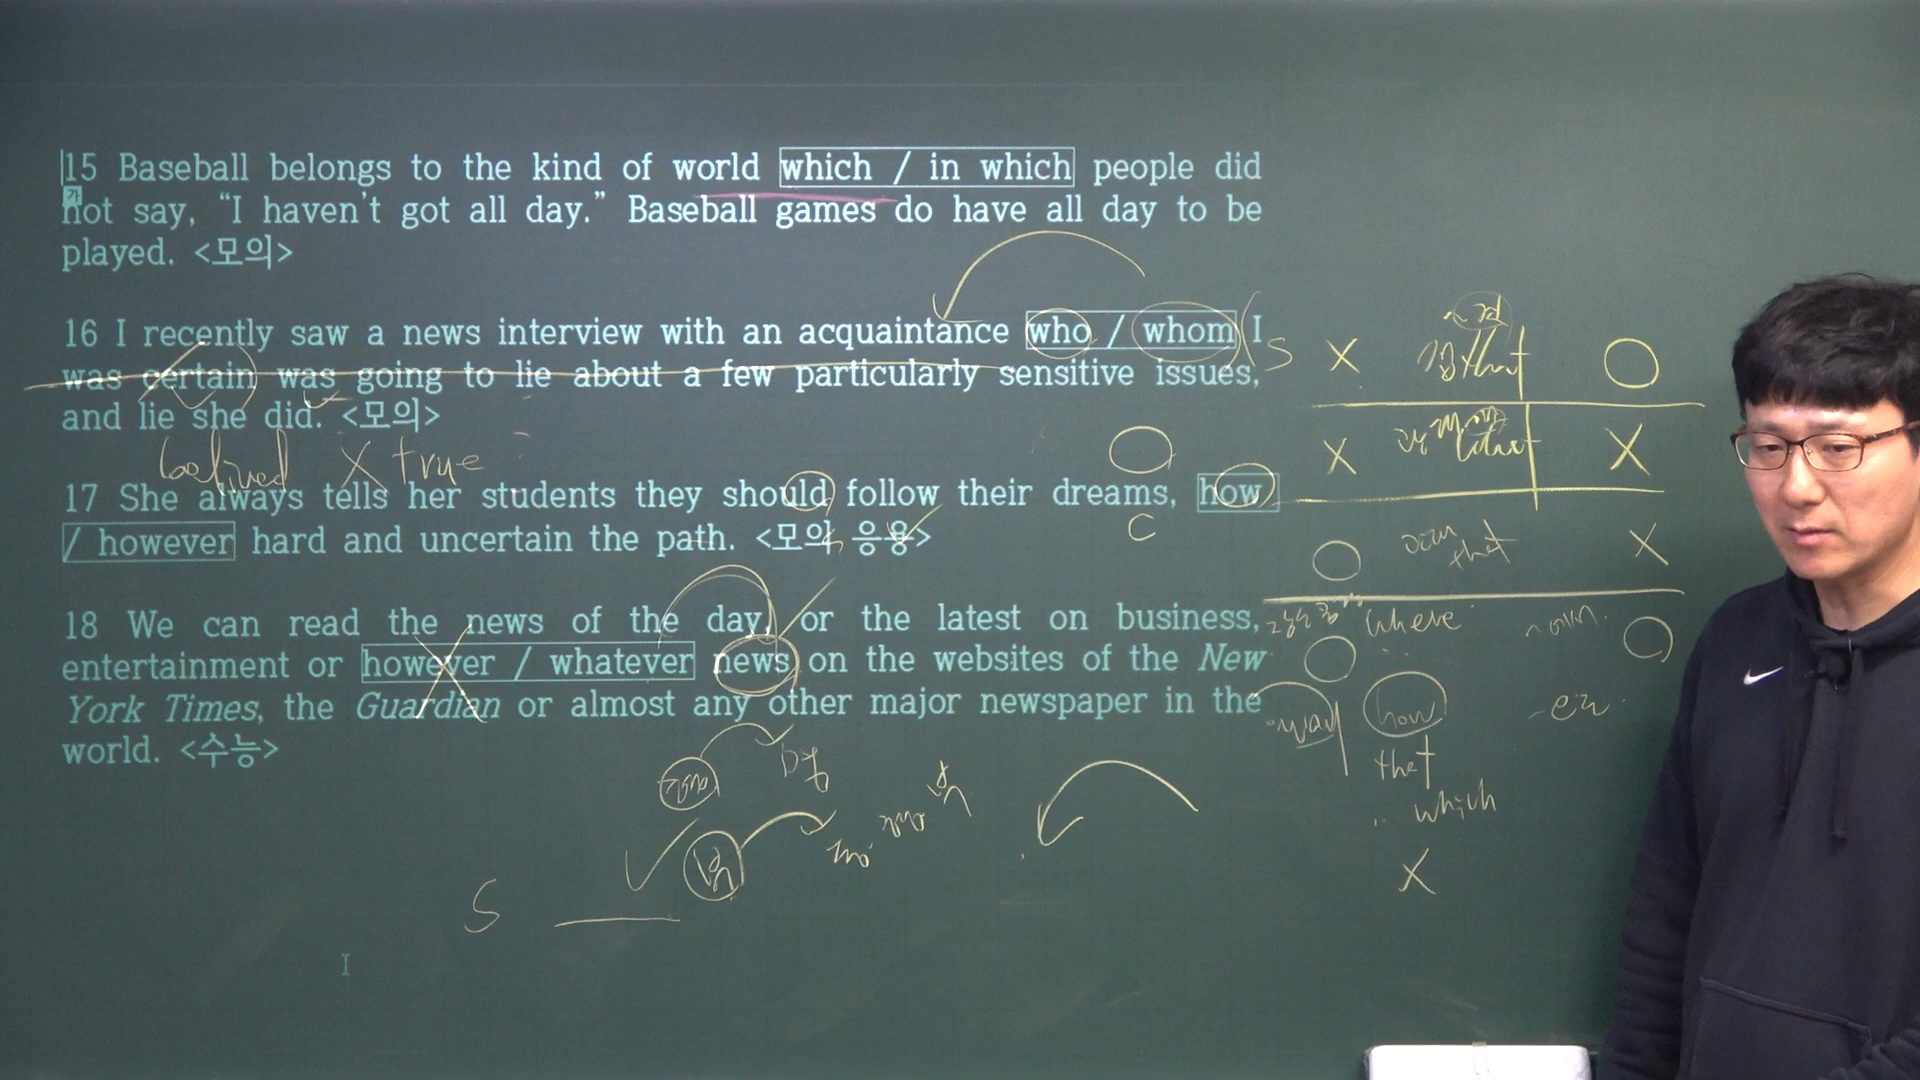 15 Baseball belongs to the kind of world which / in which people did
not say, “I haven't got all day.” Baseball games do have all day to be
played. <모의>
16 I recently saw a news interview with an acquaintance who / whom I
was certain was going to lie about a few particularly sensitive issues,
and lie she did. <모의>
X true
17 She always tells her students they should follow their dreams, how
/ however hard and uncertain the path. <모의 응용>
18 We can read the news of the day, or the latest on business,
entertainment or however / whatever news on the websites of the New
York Times, the Guardian or almost any other major newspaper in the
world. <수능>
S
S X that O
X X
C
O that X
where
O O
way how
that
which
X